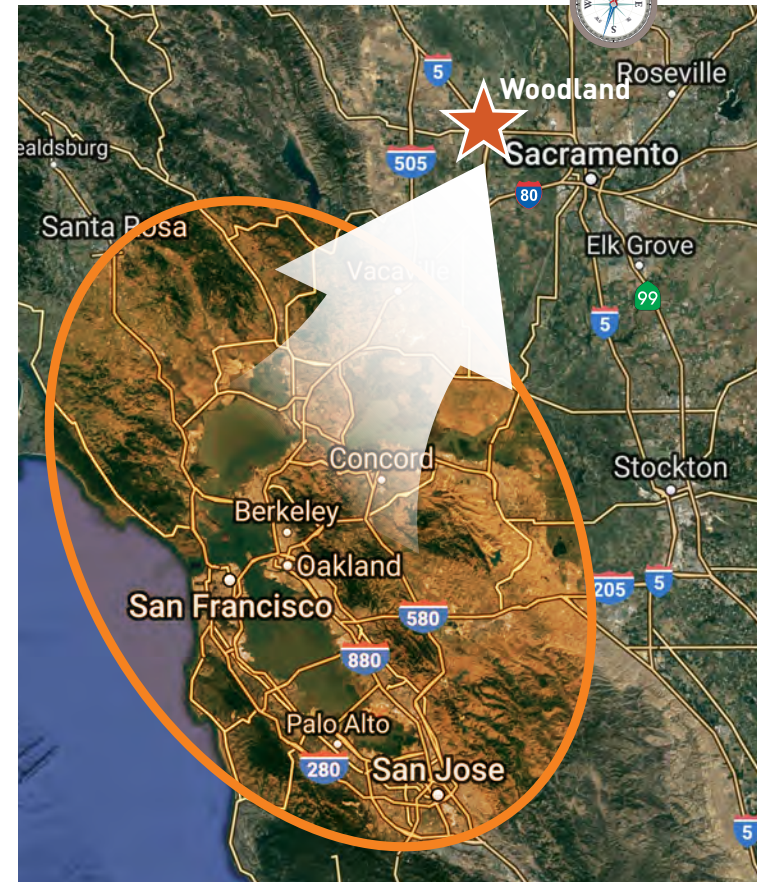 E
W
S
5
Roseville
Woodland
ealdsburg
505
Sacramento
80
Santa Rosa
Elk Grove
Vacaville
99
5
Concord
Stockton
Berkeley
Oakland
205
5
San Francisco
580
880
Palo Alto
280
San Jose
5